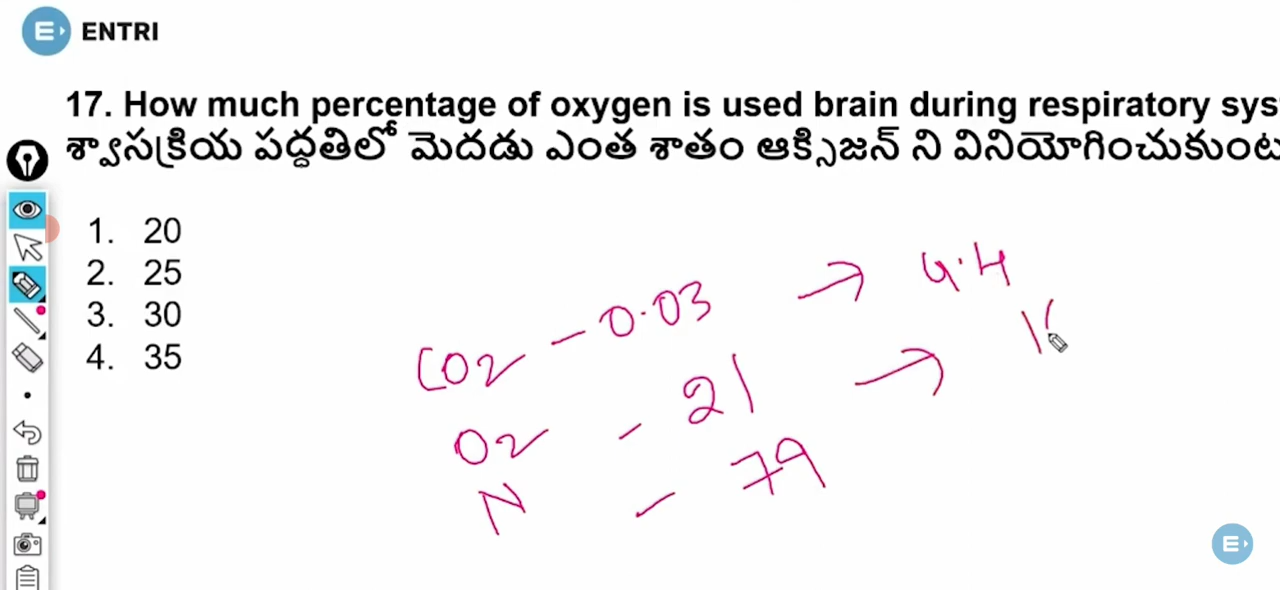 ENTRI
17. How much percentage of oxygen is used brain during respiratory sys
శ్వాసక్రియ పద్దతిలో మెదడు ఎంత శాతం ఆక్సిజన్ ని వినియోగించుకుంట
1. 20
2. 25
3. 30
4. 35
CO2 - 0.03 → 4.4
O2 - 21 →
N - 79